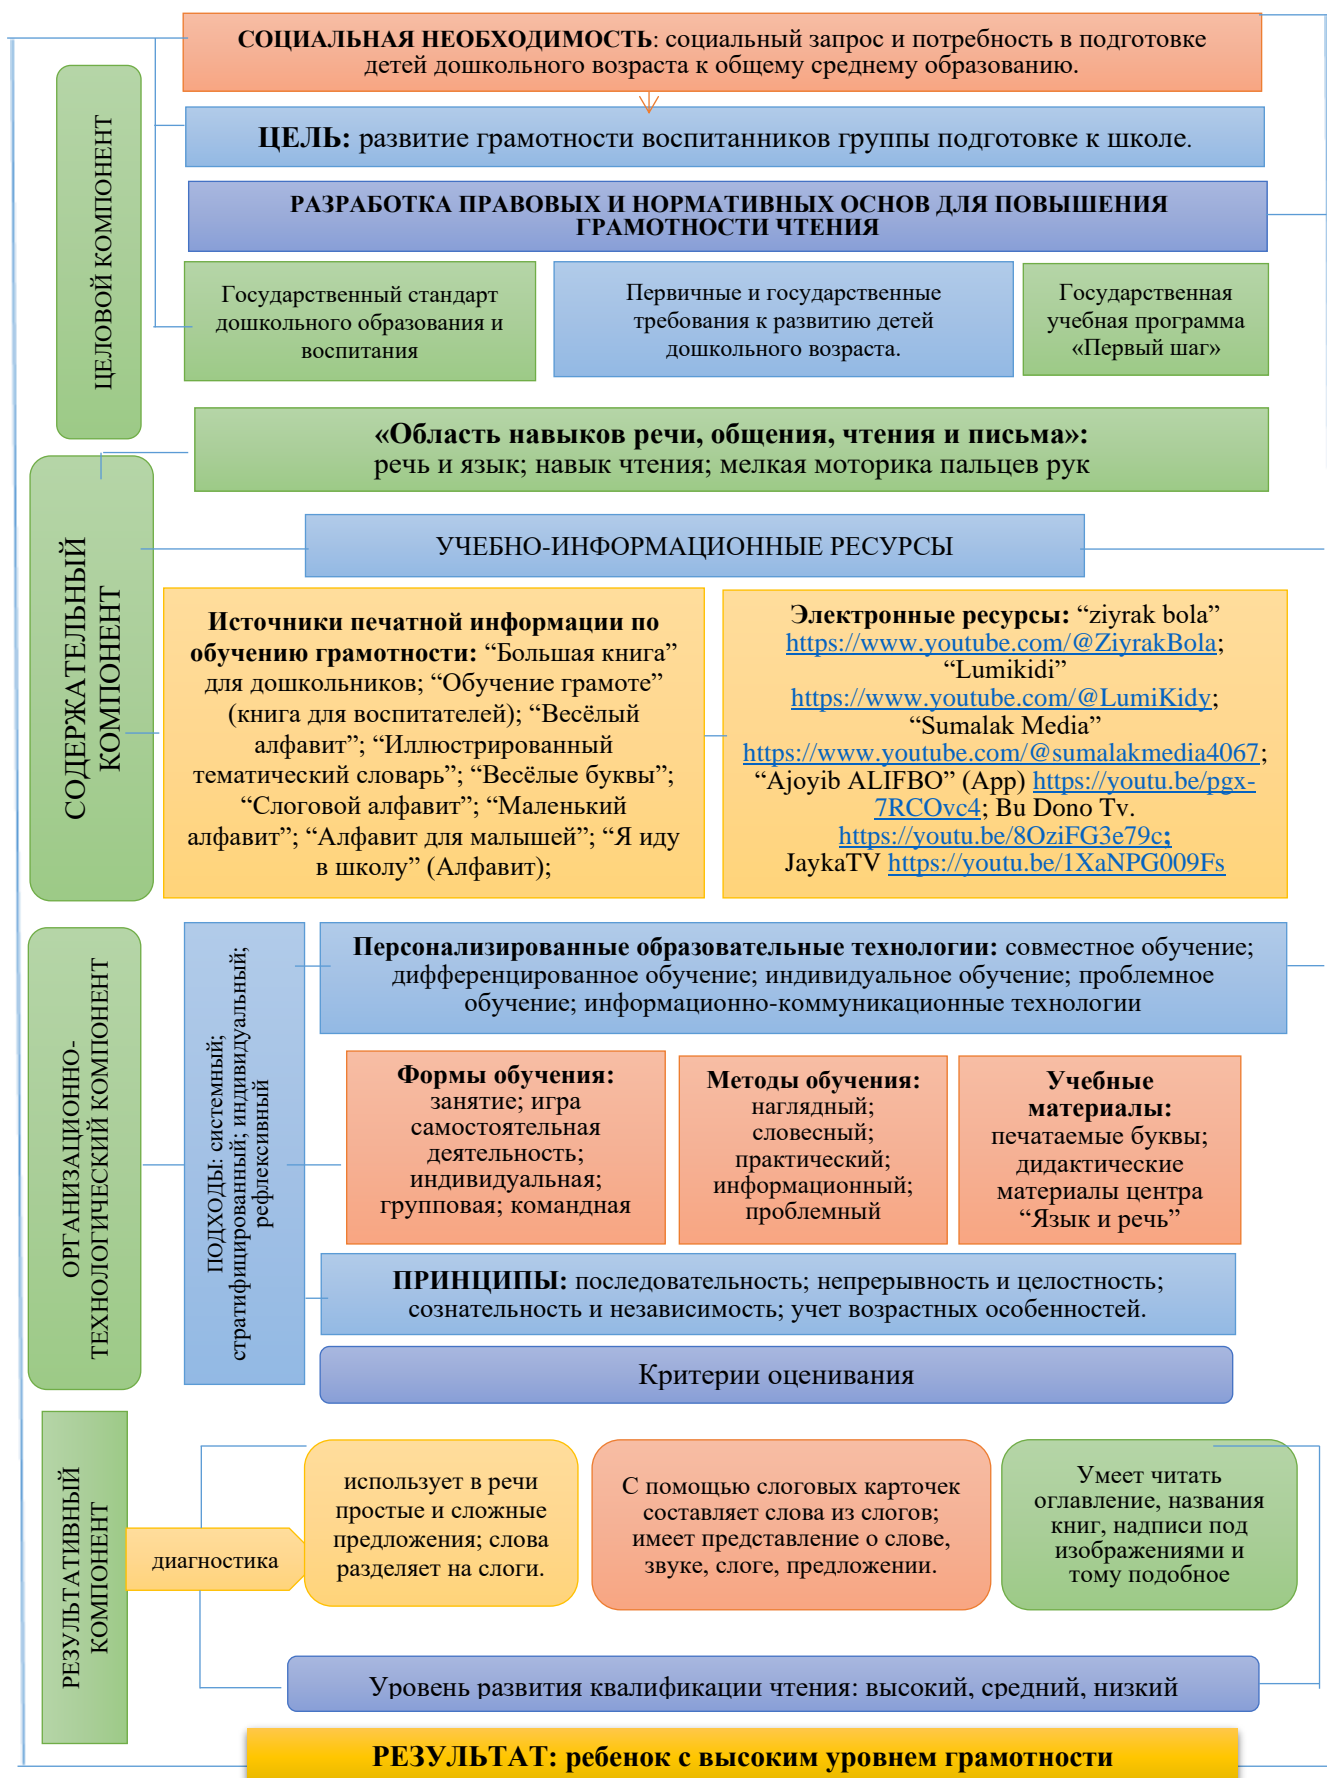 СОЦИАЛЬНАЯ НЕОБХОДИМОСТЬ: социальный запрос и потребность в подготовке
детей дошкольного возраста к общему среднему образованию.
ЦЕЛЬ: развитие грамотности воспитанников группы подготовке к школе.
РАЗРАБОТКА ПРАВОВЫХ И НОРМАТИВНЫХ ОСНОВ ДЛЯ ПОВЫШЕНИЯ
ГРАМОТНОСТИ ЧТЕНИЯ
ЦЕЛОВОЙ КОМПОНЕНТ
Государственный стандарт
дошкольного образования и
воспитания
Первичные и государственные
требования к развитию детей
дошкольного возраста.
Государственная
учебная программа
«Первый шаг»
«Область навыков речи, общения, чтения и письма»:
речь и язык; навык чтения; мелкая моторика пальцев рук
СОДЕРЖАТЕЛЬНЫЙ
КОМПОНЕНТ
УЧЕБНО-ИНФОРМАЦИОННЫЕ РЕСУРСЫ
Источники печатной информации по
обучению грамотности: “Большая книга”
для дошкольников; “Обучение грамоте”
(книга для воспитателей); “Весёлый
алфавит”; “Иллюстрированный
тематический словарь”; “Весёлые буквы”;
“Слоговой алфавит”; “Маленький
алфавит”; “Алфавит для малышей”; “Я иду
в школу” (Алфавит);
Электронные ресурсы: “ziyrak bola”
https://www.youtube.com/@ZiyrakBola;
“Lumikidi”
https://www.youtube.com/@LumiKidy;
“Sumalak Media”
https://www.youtube.com/@sumalakmedia4067;
“Ajoyib ALIFBO” (App) https://youtu.be/pgx-
7RCOvc4; Bu Dono Tv.
https://youtu.be/8OziFG3e79c;
JaykaTV https://youtu.be/1XaNPG009Fs
ОРГАНИЗАЦИОННО-
ТЕХНОЛОГИЧЕСКИЙ КОМПОНЕНТ
ПОДХОДЫ: системный;
стратифицированный; индивидуальный;
рефлексивный
Персонализированные образовательные технологии: совместное обучение;
дифференцированное обучение; индивидуальное обучение; проблемное
обучение; информационно-коммуникационные технологии
Формы обучения:
занятие; игра
самостоятельная
деятельность;
индивидуальная;
групповая; командная
Методы обучения:
наглядный;
словесный;
практический;
информационный;
проблемный
Учебные
материалы:
печатаемые буквы;
дидактические
материалы центра
“Язык и речь”
ПРИНЦИПЫ: последовательность; непрерывность и целостность;
сознательность и независимость; учет возрастных особенностей.
Критерии оценивания
РЕЗУЛЬТАТИВНЫЙ
КОМПОНЕНТ
диагностика
использует в речи
простые и сложные
предложения; слова
разделяет на слоги.
С помощью слоговых карточек
составляет слова из слогов;
имеет представление о слове,
звуке, слоге, предложении.
Умеет читать
оглавление, названия
книг, надписи под
изображениями и
тому подобное
Уровень развития квалификации чтения: высокий, средний, низкий
РЕЗУЛЬТАТ: ребенок с высоким уровнем грамотности